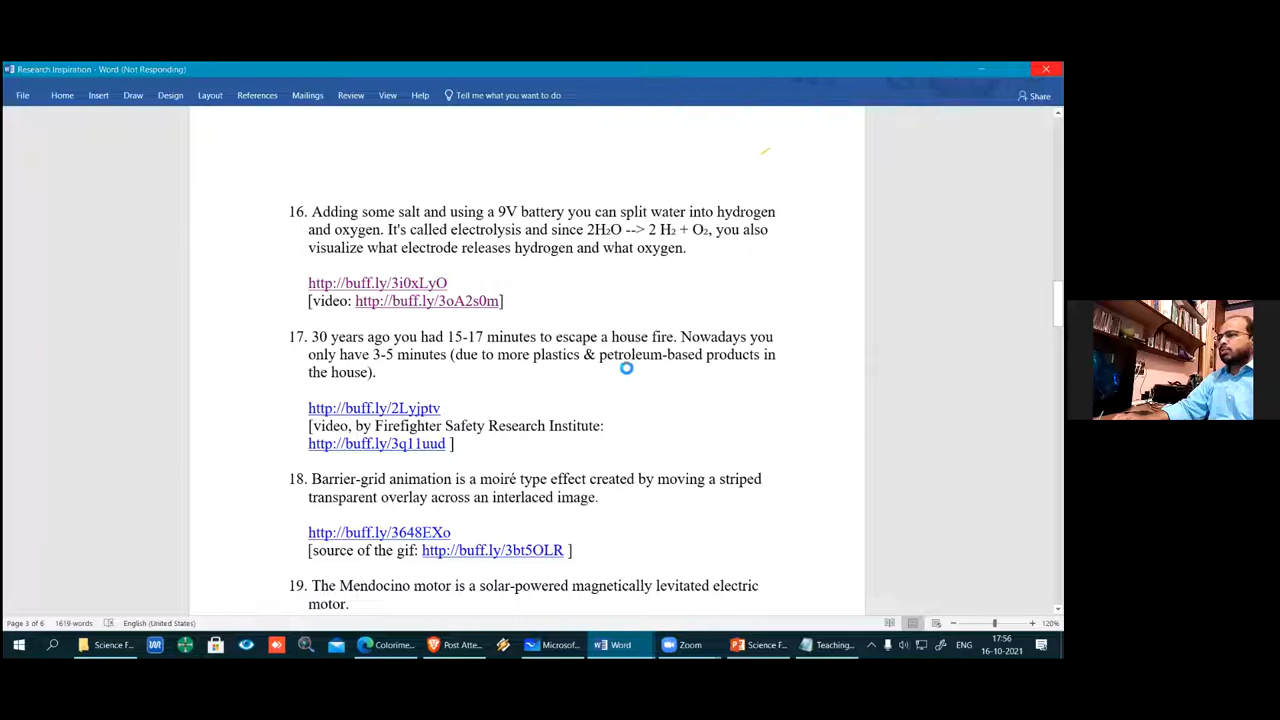 Research Inspiration - Word (Not Responding)
File Home Insert Draw Design Layout References Mailings Review View Help Tell me what you want to do Share
16. Adding some salt and using a 9V battery you can split water into hydrogen
and oxygen. It's called electrolysis and since 2H₂O --> 2 H₂ + O₂, you also
visualize what electrode releases hydrogen and what oxygen.
http://buff.ly/3i0xLyO
[video: http://buff.ly/3oA2s0m]
17. 30 years ago you had 15-17 minutes to escape a house fire. Nowadays you
only have 3-5 minutes (due to more plastics & petroleum-based products in
the house).
http://buff.ly/2Lyjptv
[video, by Firefighter Safety Research Institute:
http://buff.ly/3q11uud ]
18. Barrier-grid animation is a moiré type effect created by moving a striped
transparent overlay across an interlaced image.
http://buff.ly/3648EXo
[source of the gif: http://buff.ly/3bt5OLR ]
19. The Mendocino motor is a solar-powered magnetically levitated electric
motor.
Page 3 of 6 1619 words English (United States) 120%
Science F... Colorime... Post Atte... Microsof... Word Zoom Science F... Teaching... ENG 17:56
16-10-2021